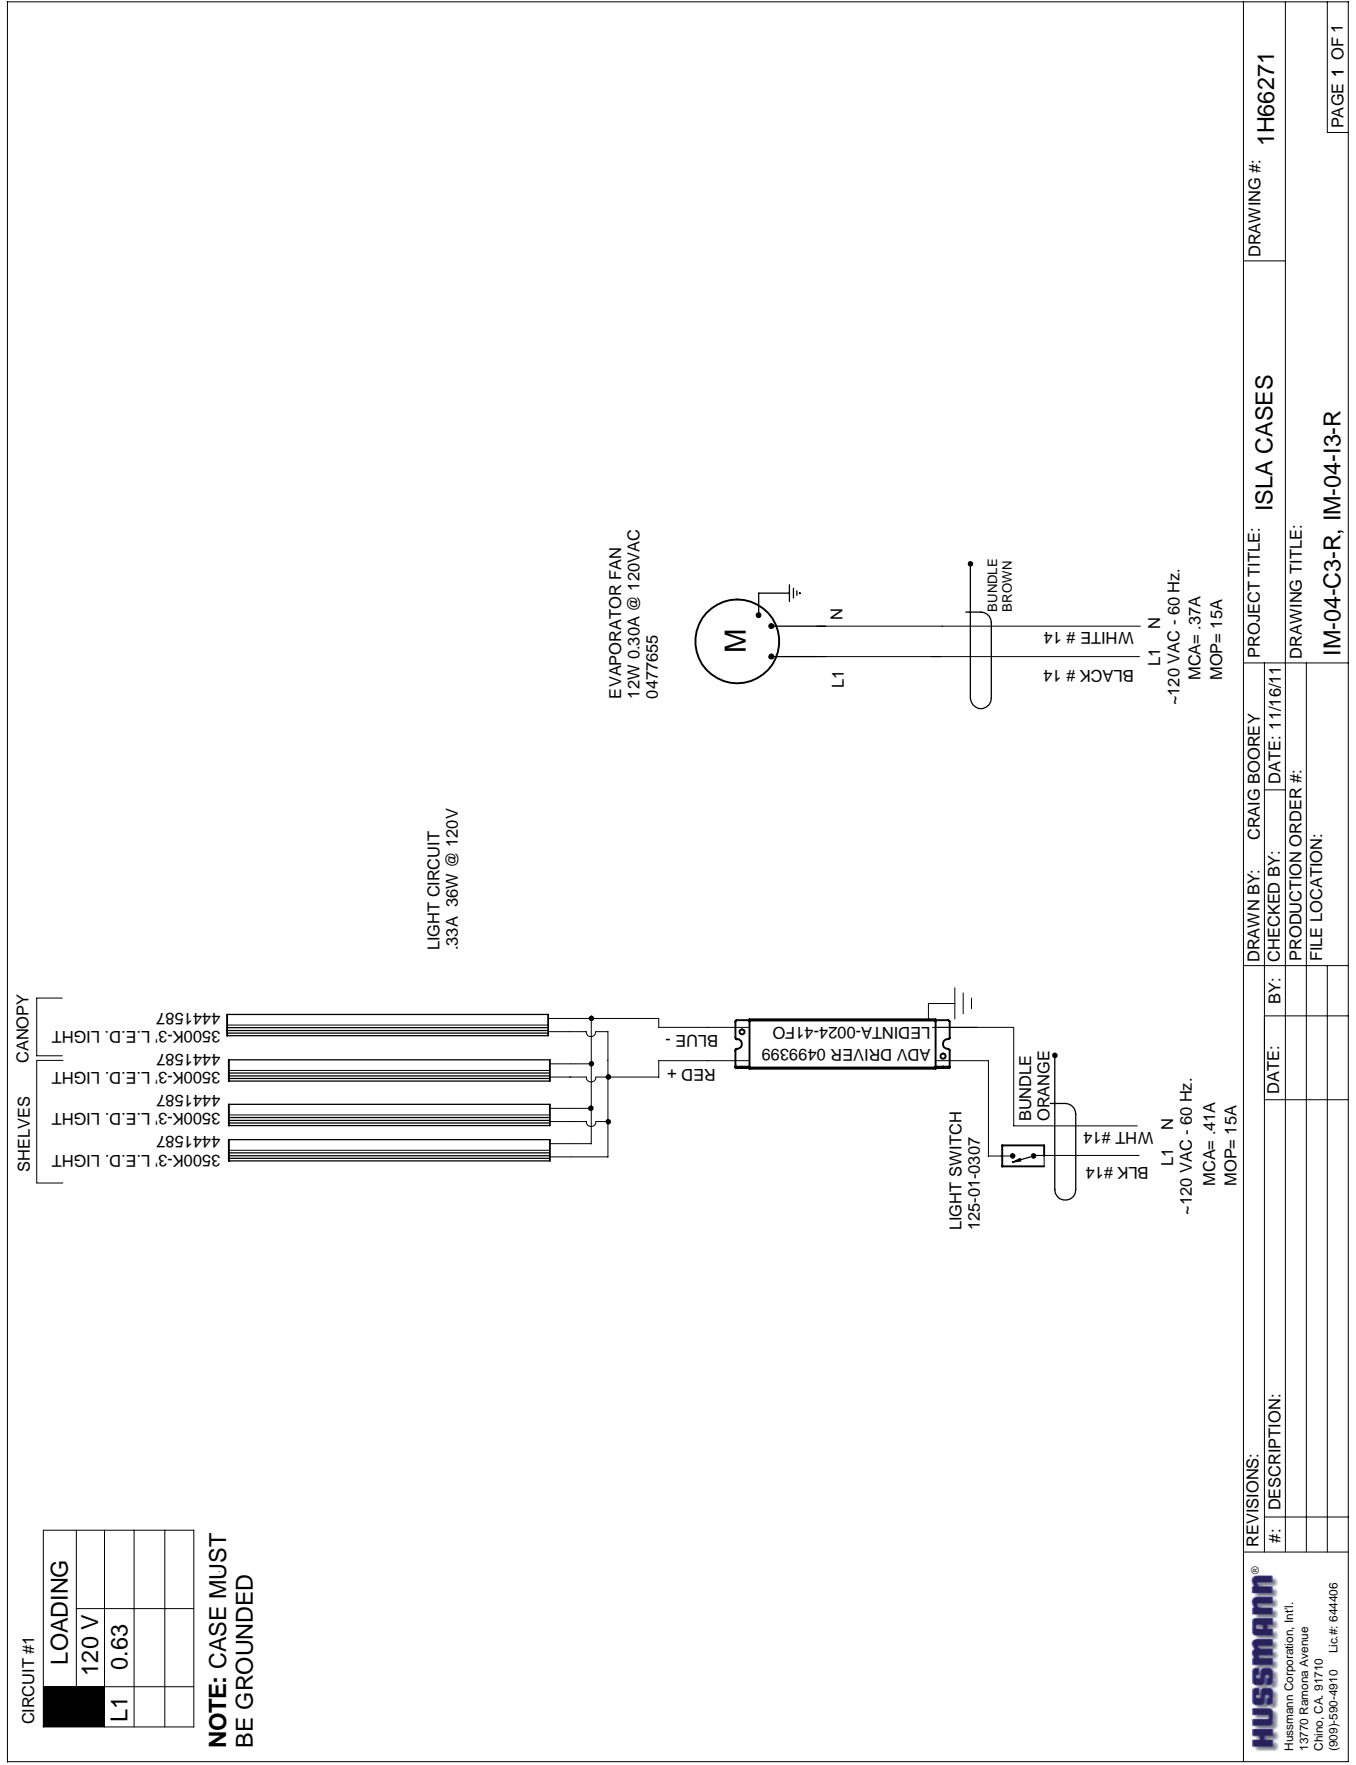 CIRCUIT #1
LOADING
120 V
L1 0.63
NOTE: CASE MUST
BE GROUNDED
SHELVES
CANOPY
3500K-3' L.E.D. LIGHT
4441587
3500K-3' L.E.D. LIGHT
4441587
3500K-3' L.E.D. LIGHT
4441587
3500K-3' L.E.D. LIGHT
4441587
LIGHT CIRCUIT
.33A 36W @ 120V
RED +
BLUE -
ADV DRIVER 0499399
LEDINTA-0024-41FO
LIGHT SWITCH
125-01-0307
BUNDLE
ORANGE
BLK #14
WHT #14
L1 N
~120 VAC - 60 Hz.
MCA= .41A
MOP= 15A
EVAPORATOR FAN
12W 0.30A @ 120VAC
0477655
M
L1
N
BUNDLE
BROWN
BLACK # 14
WHITE # 14
L1 N
~120 VAC - 60 Hz.
MCA= .37A
MOP= 15A
HUSSMANN®
Hussmann Corporation, Int'l.
13770 Ramona Avenue
Chino, CA. 91710
(909)-590-4910 Lic.#: 644406
REVISIONS:
#: DESCRIPTION: DATE: BY:
DRAWN BY: CRAIG BOOREY
CHECKED BY: DATE: 11/16/11
PRODUCTION ORDER #:
FILE LOCATION:
PROJECT TITLE: ISLA CASES
DRAWING TITLE:
IM-04-C3-R, IM-04-I3-R
DRAWING #: 1H66271
PAGE 1 OF 1